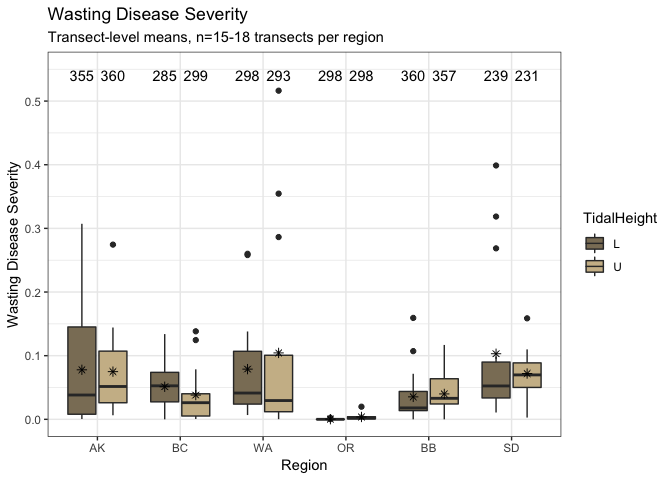 Wasting Disease Severity
Transect-level means, n=15-18 transects per region
355 360 285 299 298 293 298 298 360 357 239 231
0.5
0.4
0.3
0.2
0.1
0.0
Wasting Disease Severity
AK BC WA OR BB SD
Region
TidalHeight
L
U